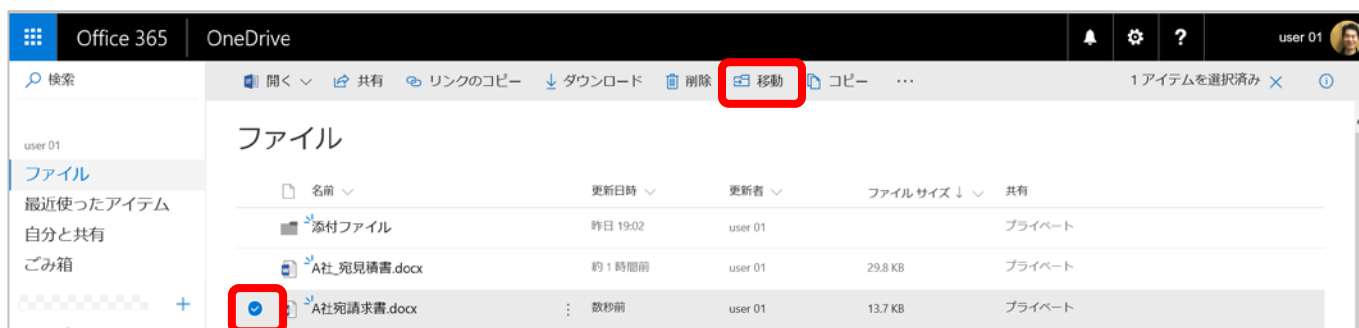 Office 365 OneDrive ? user 01
検索 開く 共有 リンクのコピー ダウンロード 削除 移動 コピー … 1 アイテムを選択済み
user 01
ファイル
ファイル
最近使ったアイテム
自分と共有
ごみ箱
名前 更新日時 更新者 ファイル サイズ ↓ 共有
添付ファイル 昨日 19:02 user 01 プライベート
A社_宛見積書.docx 約 1 時間前 user 01 29.8 KB プライベート
A社宛請求書.docx 数秒前 user 01 13.7 KB プライベート